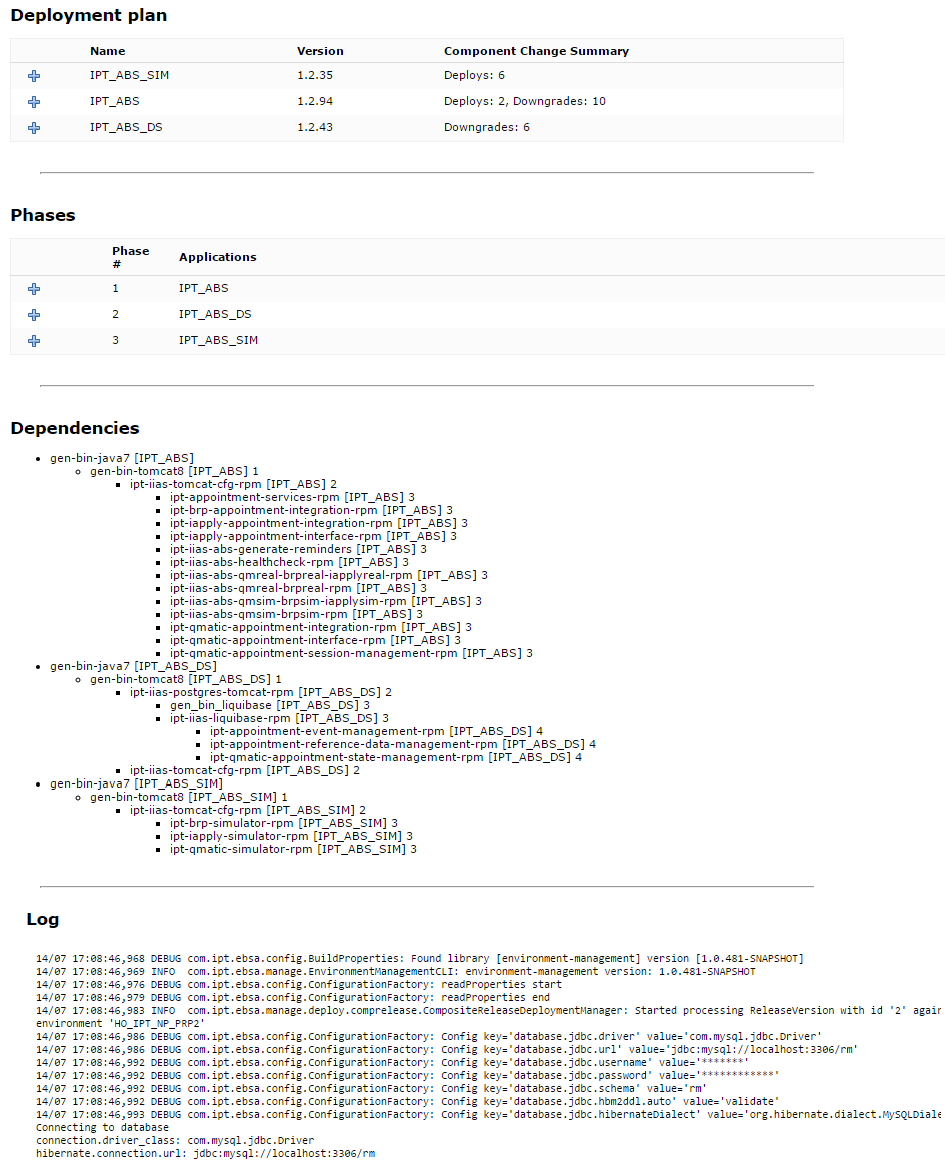 Deployment plan
Name Version Component Change Summary
IPT_ABS_SIM 1.2.35 Deploys: 6
IPT_ABS 1.2.94 Deploys: 2, Downgrades: 10
IPT_ABS_DS 1.2.43 Downgrades: 6
Phases
Phase # Applications
1 IPT_ABS
2 IPT_ABS_DS
3 IPT_ABS_SIM
Dependencies
gen-bin-java7 [IPT_ABS]
gen-bin-tomcat8 [IPT_ABS] 1
ipt-iias-tomcat-cfg-rpm [IPT_ABS] 2
ipt-appointment-services-rpm [IPT_ABS] 3
ipt-brp-appointment-integration-rpm [IPT_ABS] 3
ipt-iapply-appointment-integration-rpm [IPT_ABS] 3
ipt-iapply-appointment-interface-rpm [IPT_ABS] 3
ipt-iias-abs-generate-reminders [IPT_ABS] 3
ipt-iias-abs-healthcheck-rpm [IPT_ABS] 3
ipt-iias-abs-qmreal-brpreal-iapplyreal-rpm [IPT_ABS] 3
ipt-iias-abs-qmreal-brpreal-rpm [IPT_ABS] 3
ipt-iias-abs-qmsim-brpsim-iapplysim-rpm [IPT_ABS] 3
ipt-iias-abs-qmsim-brpsim-rpm [IPT_ABS] 3
ipt-qmatic-appointment-integration-rpm [IPT_ABS] 3
ipt-qmatic-appointment-interface-rpm [IPT_ABS] 3
ipt-qmatic-appointment-session-management-rpm [IPT_ABS] 3
gen-bin-java7 [IPT_ABS_DS]
gen-bin-tomcat8 [IPT_ABS_DS] 1
ipt-iias-postgres-tomcat-rpm [IPT_ABS_DS] 2
gen_bin_liquibase [IPT_ABS_DS] 3
ipt-iias-liquibase-rpm [IPT_ABS_DS] 3
ipt-appointment-event-management-rpm [IPT_ABS_DS] 4
ipt-appointment-reference-data-management-rpm [IPT_ABS_DS] 4
ipt-qmatic-appointment-state-management-rpm [IPT_ABS_DS] 4
ipt-iias-tomcat-cfg-rpm [IPT_ABS_DS] 2
gen-bin-java7 [IPT_ABS_SIM]
gen-bin-tomcat8 [IPT_ABS_SIM] 1
ipt-iias-tomcat-cfg-rpm [IPT_ABS_SIM] 2
ipt-brp-simulator-rpm [IPT_ABS_SIM] 3
ipt-iapply-simulator-rpm [IPT_ABS_SIM] 3
ipt-qmatic-simulator-rpm [IPT_ABS_SIM] 3
Log
14/07 17:08:46,968 DEBUG com.ipt.ebsa.config.BuildProperties: Found library [environment-management] version [1.0.481-SNAPSHOT]
14/07 17:08:46,969 INFO com.ipt.ebsa.manage.EnvironmentManagementCLI: environment-management version: 1.0.481-SNAPSHOT
14/07 17:08:46,976 DEBUG com.ipt.ebsa.config.ConfigurationFactory: readProperties start
14/07 17:08:46,979 DEBUG com.ipt.ebsa.config.ConfigurationFactory: readProperties end
14/07 17:08:46,983 INFO com.ipt.ebsa.manage.deploy.comprelease.CompositeReleaseDeploymentManager: Started processing ReleaseVersion with id '2' again
environment 'HO_IPT_NP_PRP2'
14/07 17:08:46,986 DEBUG com.ipt.ebsa.config.ConfigurationFactory: Config key='database.jdbc.driver' value='com.mysql.jdbc.Driver'
14/07 17:08:46,986 DEBUG com.ipt.ebsa.config.ConfigurationFactory: Config key='database.jdbc.url' value='jdbc:mysql://localhost:3306/rm'
14/07 17:08:46,992 DEBUG com.ipt.ebsa.config.ConfigurationFactory: Config key='database.jdbc.username' value='*******'
14/07 17:08:46,992 DEBUG com.ipt.ebsa.config.ConfigurationFactory: Config key='database.jdbc.password' value='************'
14/07 17:08:46,992 DEBUG com.ipt.ebsa.config.ConfigurationFactory: Config key='database.jdbc.schema' value='rm'
14/07 17:08:46,992 DEBUG com.ipt.ebsa.config.ConfigurationFactory: Config key='database.jdbc.hbm2ddl.auto' value='validate'
14/07 17:08:46,993 DEBUG com.ipt.ebsa.config.ConfigurationFactory: Config key='database.jdbc.hibernateDialect' value='org.hibernate.dialect.MySQLDiale
Connecting to database
connection.driver_class: com.mysql.jdbc.Driver
hibernate.connection.url: jdbc:mysql://localhost:3306/rm